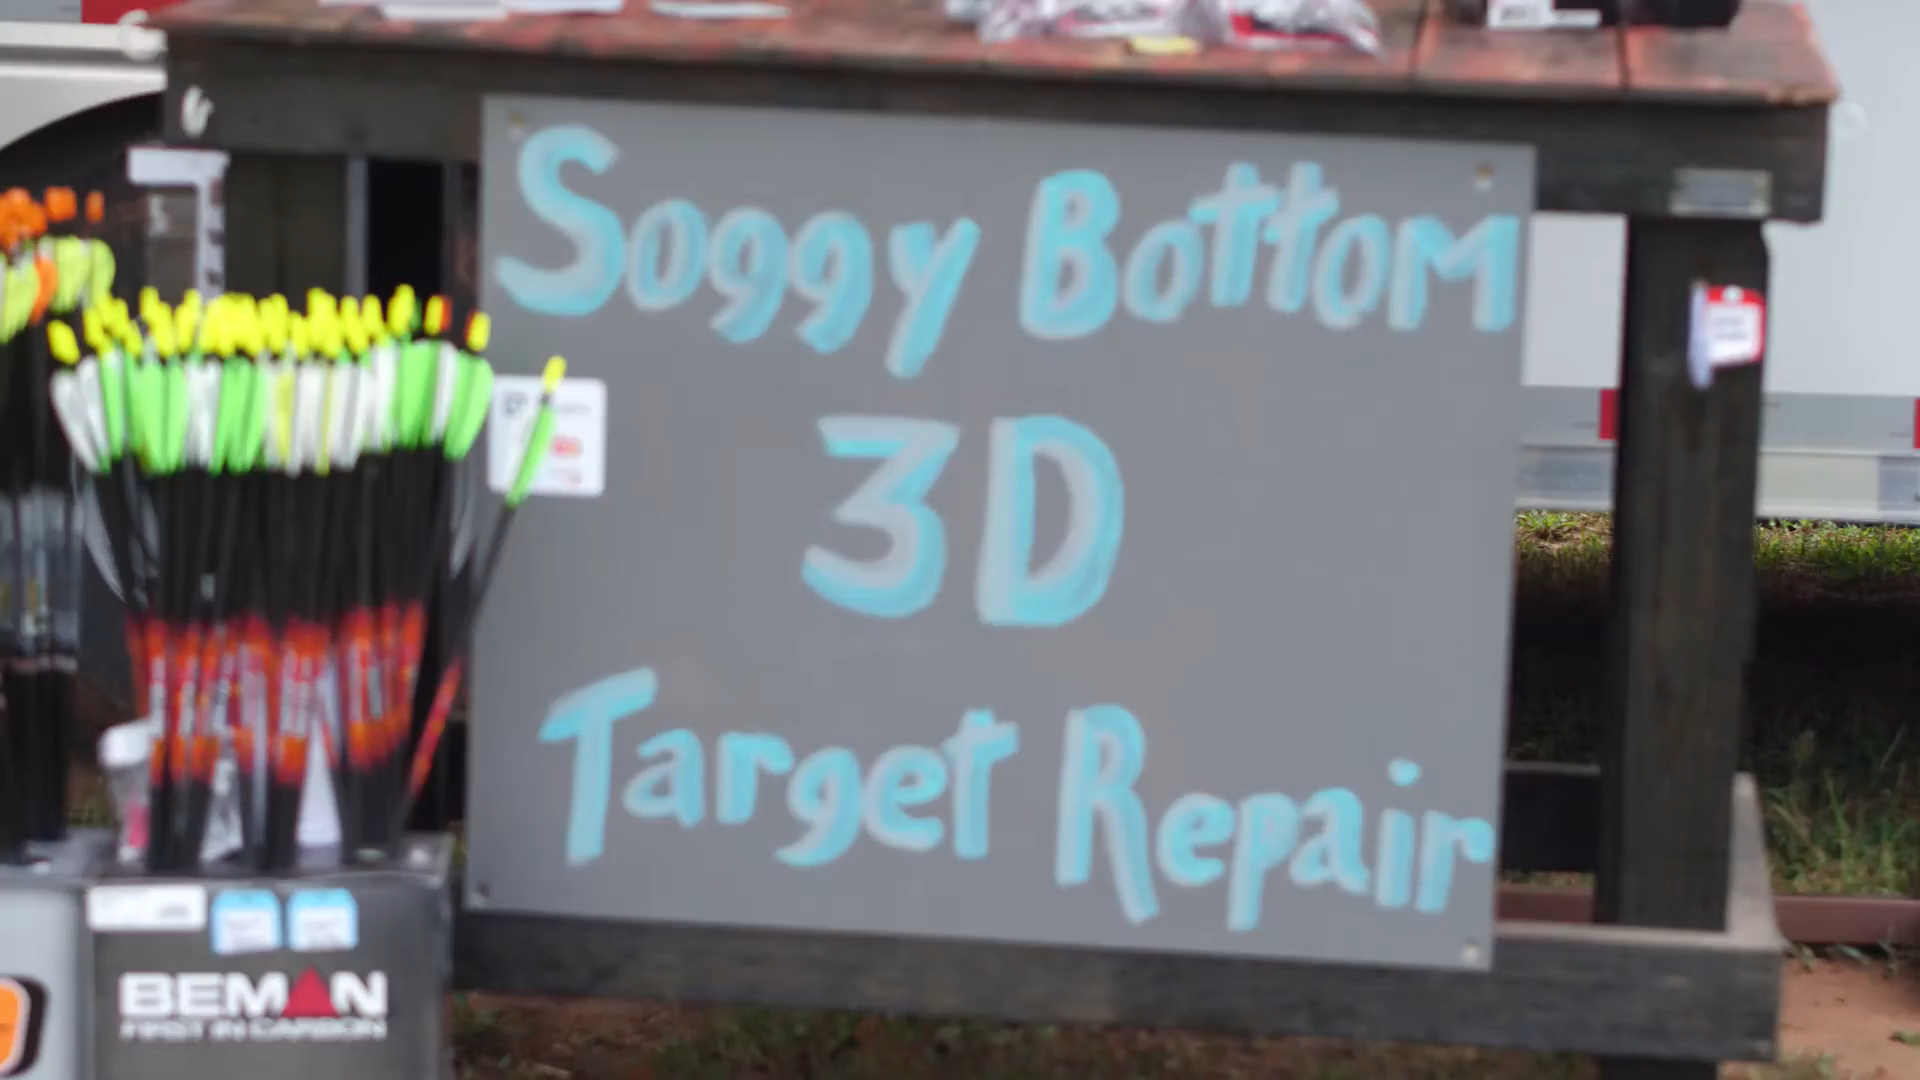 Soggy Bottom
3D
Target Repair
BEMAN
FIRST IN CARBON